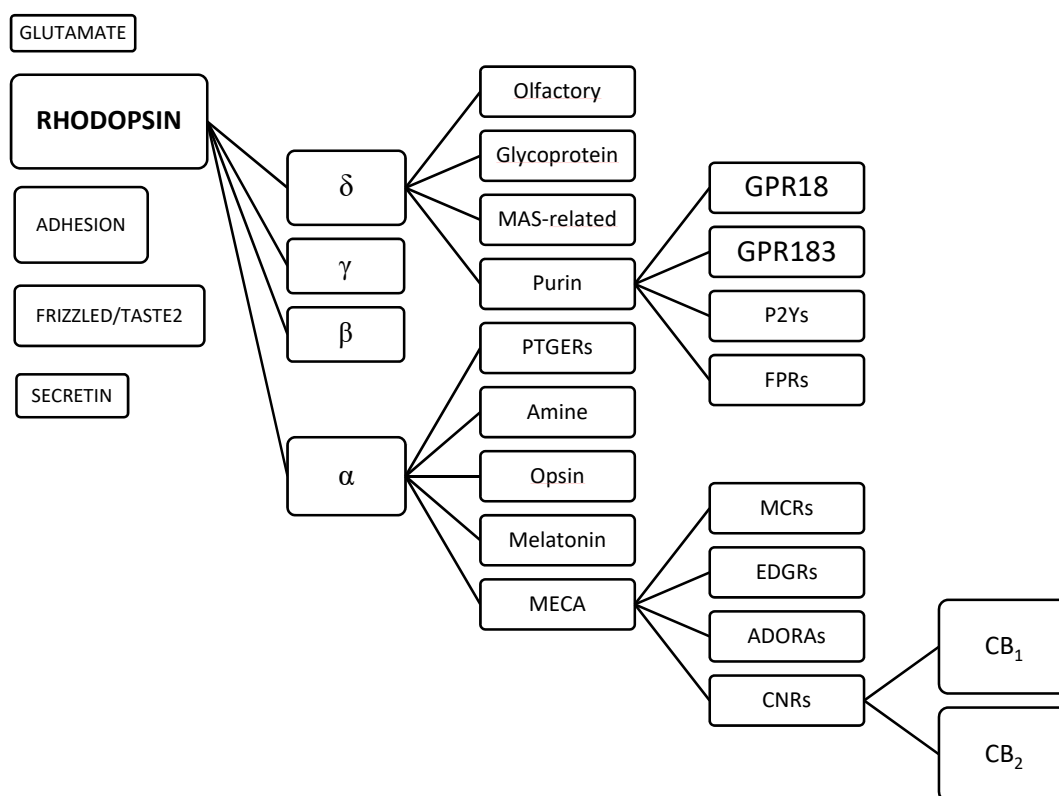 GLUTAMATE
RHODOPSIN
ADHESION
FRIZZLED/TASTE2
SECRETIN
δ
γ
β
α
Olfactory
Glycoprotein
MAS-related
Purin
PTGERs
Amine
Opsin
Melatonin
MECA
GPR18
GPR183
P2Ys
FPRs
MCRs
EDGRs
ADORAs
CNRs
CB₁
CB₂